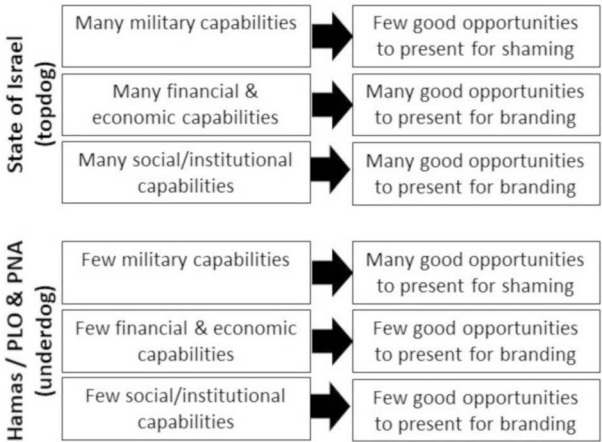 State of Israel
(topdog)
Many military capabilities
Few good opportunities
to present for shaming
Many financial &
economic capabilities
Many good opportunities
to present for branding
Many social/institutional
capabilities
Many good opportunities
to present for branding
Hamas / PLO & PNA
(underdog)
Few military capabilities
Many good opportunities
to present for shaming
Few financial & economic
capabilities
Few good opportunities
to present for branding
Few social/institutional
capabilities
Few good opportunities
to present for branding